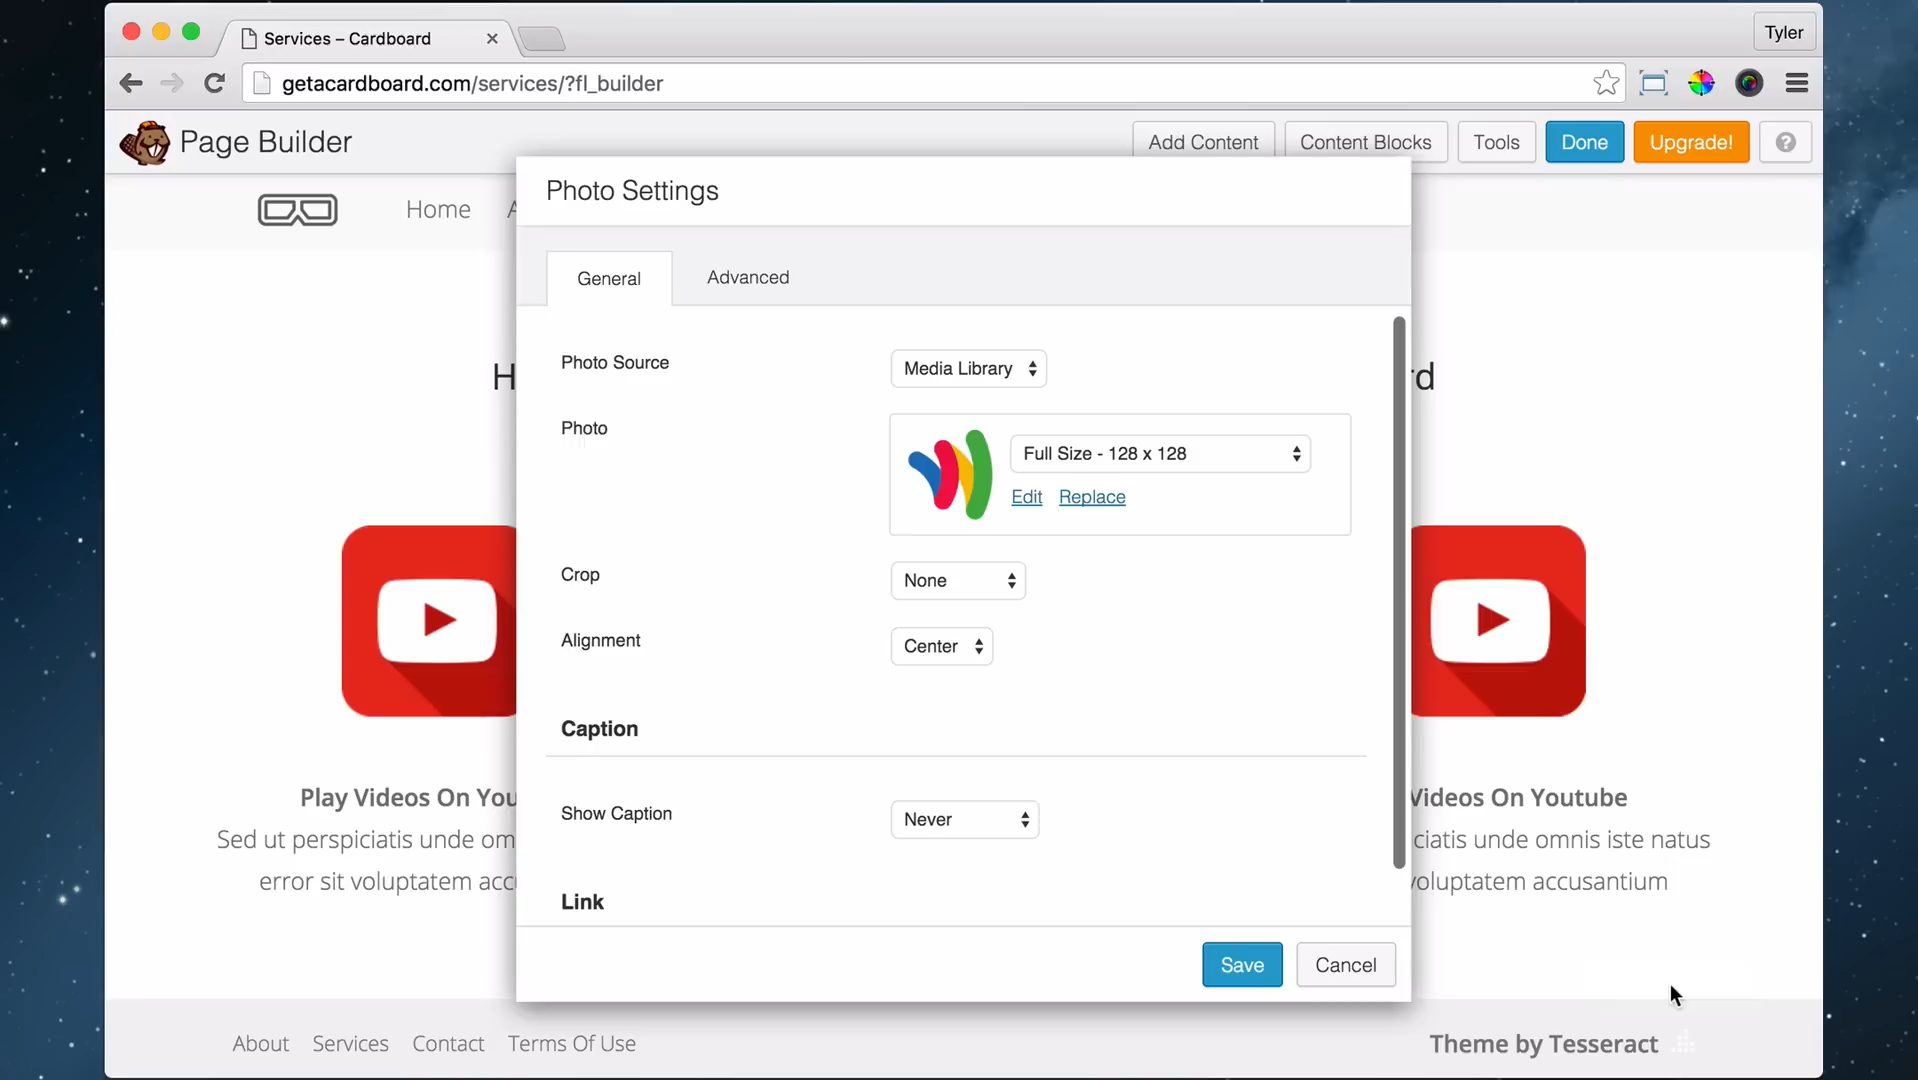 Services – Cardboard
Tyler
getacardboard.com/services/?fl_builder
Page Builder
Add Content
Content Blocks
Tools
Done
Upgrade!
?
Home
Photo Settings
General
Advanced
Photo Source
Media Library
Photo
Full Size - 128 x 128
Edit Replace
Crop
None
Alignment
Center
Caption
Show Caption
Never
Link
Save
Cancel
H
rd
Play Videos On You
Sed ut perspiciatis unde om
error sit voluptatem acc
Videos On Youtube
ciatis unde omnis iste natus
voluptatem accusantium
About
Services
Contact
Terms Of Use
Theme by Tesseract